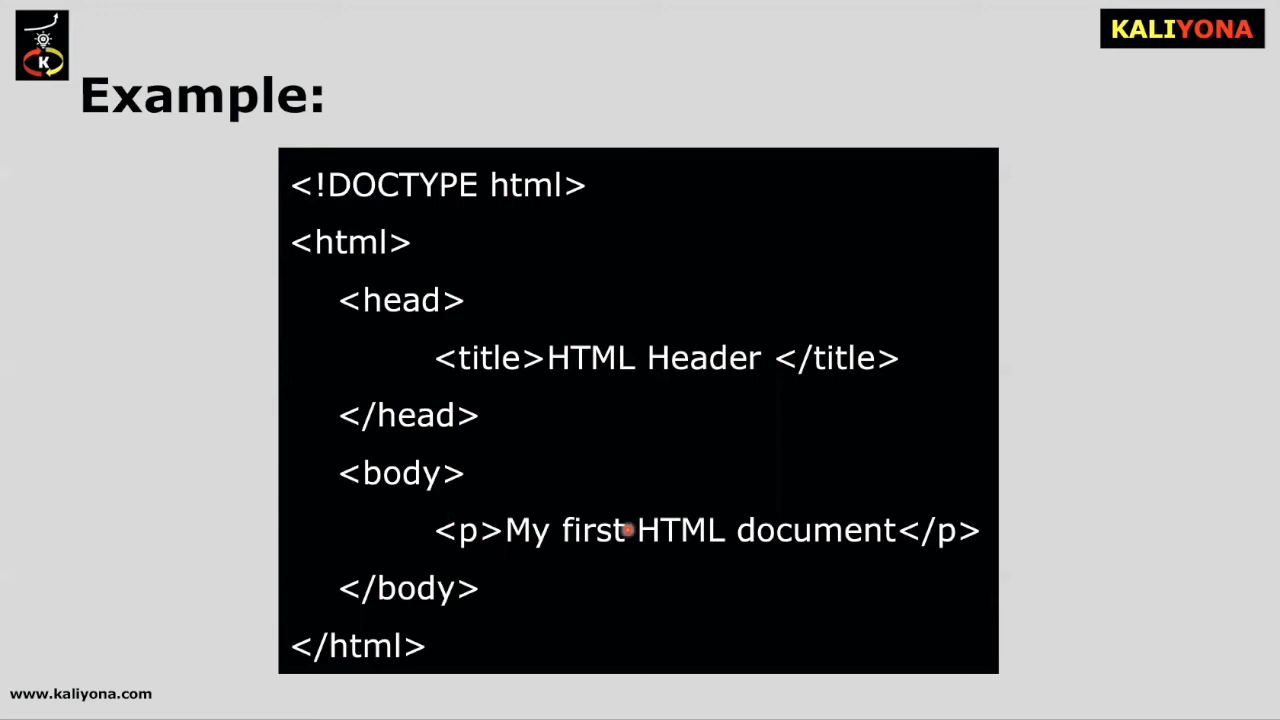 K
KALIYONA
Example:
<!DOCTYPE html>
<html>
<head>
<title>HTML Header </title>
</head>
<body>
<p>My first HTML document</p>
</body>
</html>
www.kaliyona.com